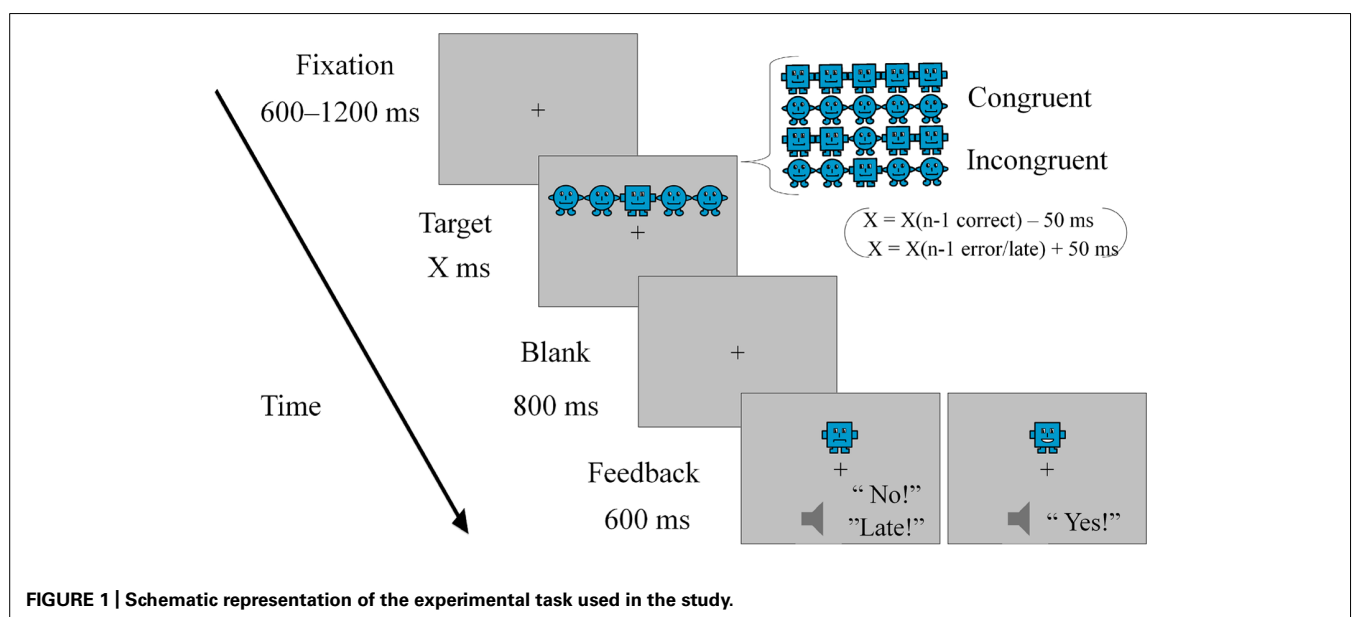 Fixation
600–1200 ms
+
Congruent
Incongruent
+
Target
X ms
X = X(n-1 correct) – 50 ms
X = X(n-1 error/late) + 50 ms
+
Blank
800 ms
Time
Feedback
600 ms
+
“ No!”
”Late!”
+
“ Yes!”
FIGURE 1 | Schematic representation of the experimental task used in the study.